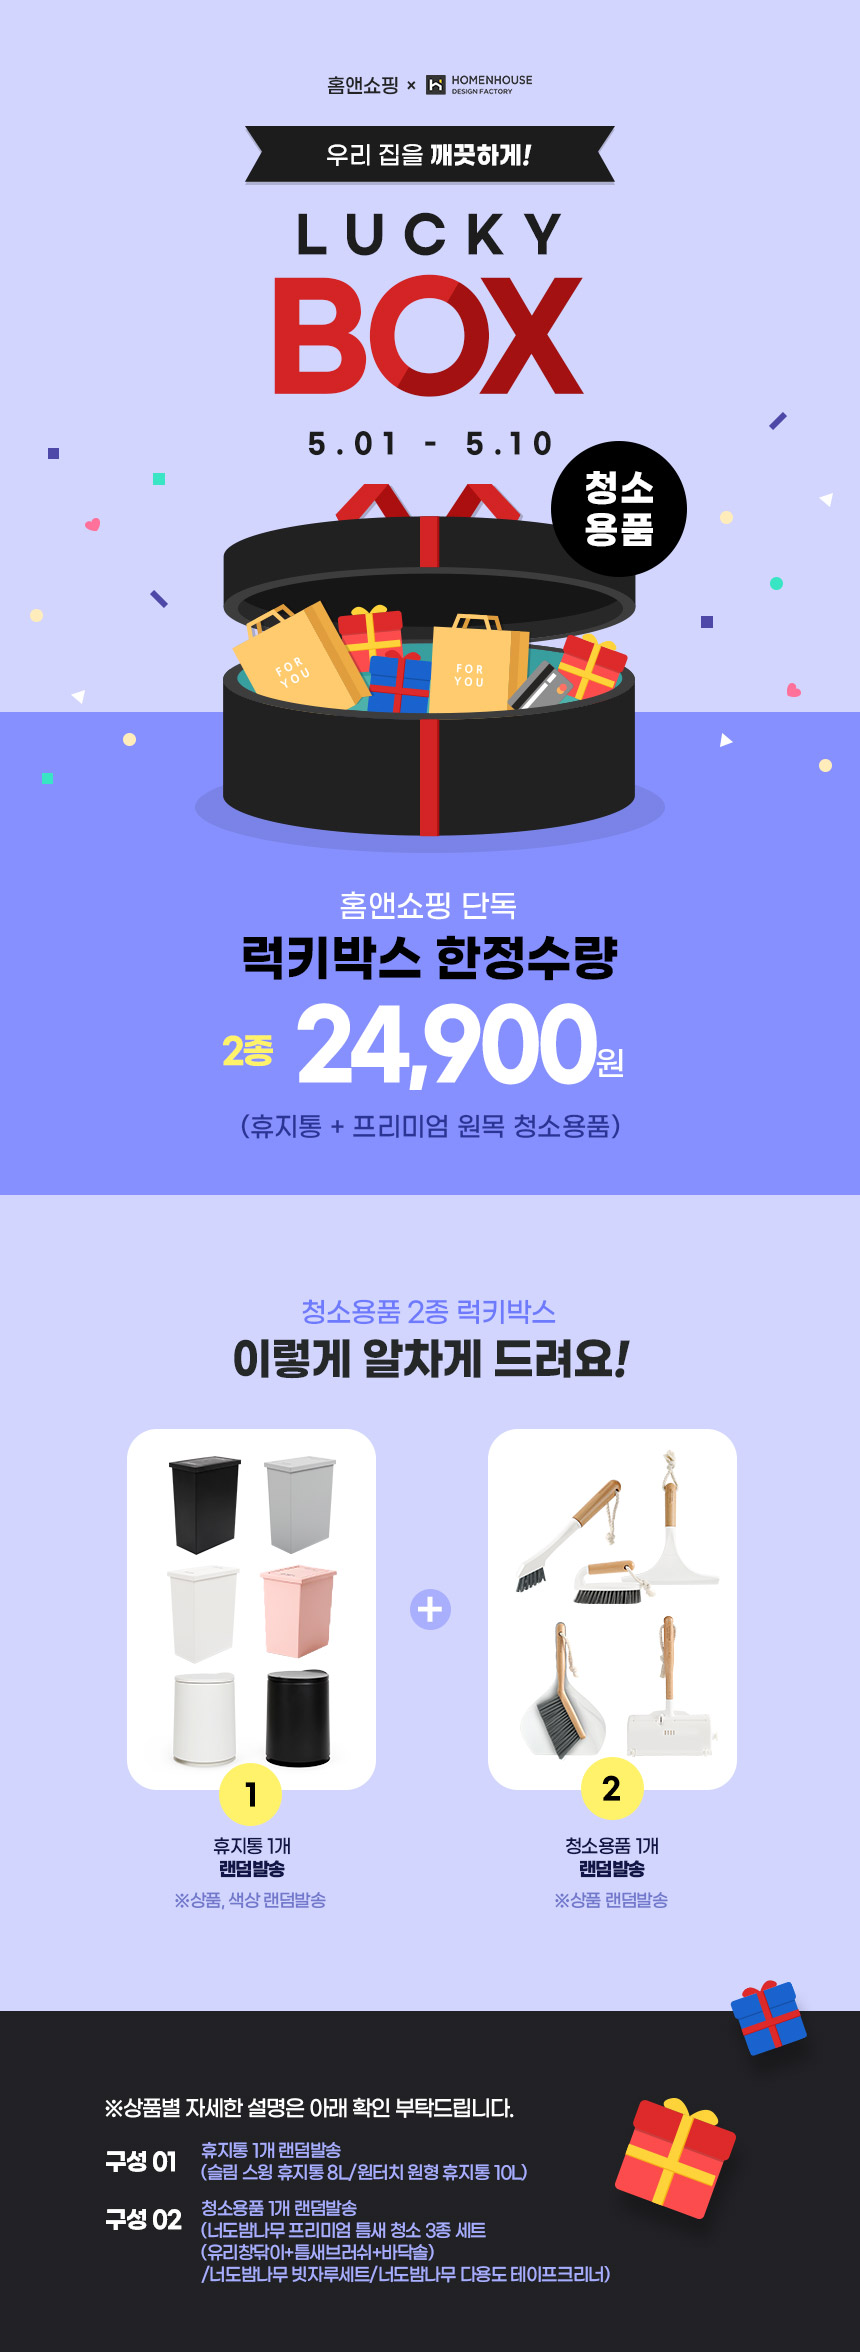 홈앤쇼핑 × HOMENHOUSE
DESIGN FACTORY
우리 집을 깨끗하게!
LUCKY
BOX
5.01 - 5.10
청소
용품
FOR
YOU
FOR
YOU
홈앤쇼핑 단독
럭키박스 한정수량
2종 24,900원
(휴지통 + 프리미엄 원목 청소용품)
청소용품 2종 럭키박스
이렇게 알차게 드려요!
+
1
휴지통 1개
랜덤발송
※상품, 색상 랜덤발송
2
청소용품 1개
랜덤발송
※상품 랜덤발송
※상품별 자세한 설명은 아래 확인 부탁드립니다.
구성 01
휴지통 1개 랜덤발송
(슬림 스윙 휴지통 8L/원터치 원형 휴지통 10L)
구성 02
청소용품 1개 랜덤발송
(너도밤나무 프리미엄 틈새 청소 3종 세트
(유리창닦이+틈새브러쉬+바닥솔)
/너도밤나무 빗자루세트/너도밤나무 다용도 테이프크리너)